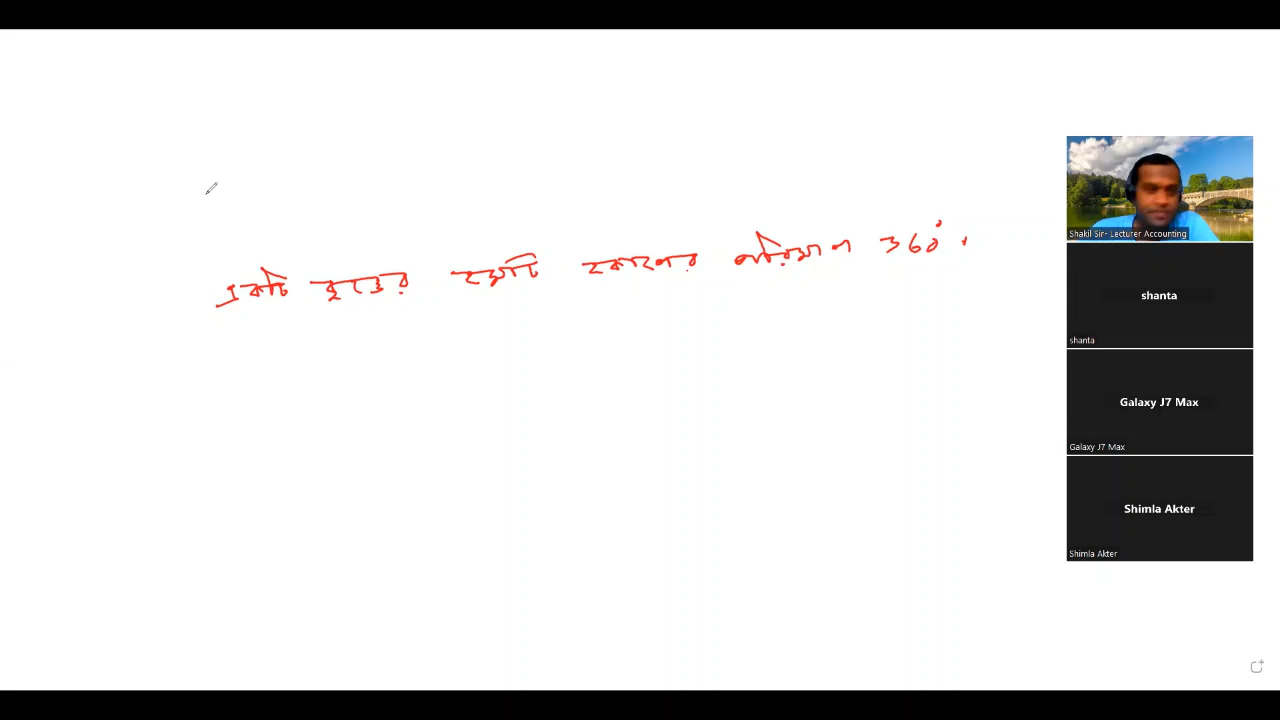 একটি বৃত্তের মোট কোণের পরিমাণ 360°.
Shakil Sir- Lecturer Accounting
shanta
shanta
Galaxy J7 Max
Galaxy J7 Max
Shimla Akter
Shimla Akter